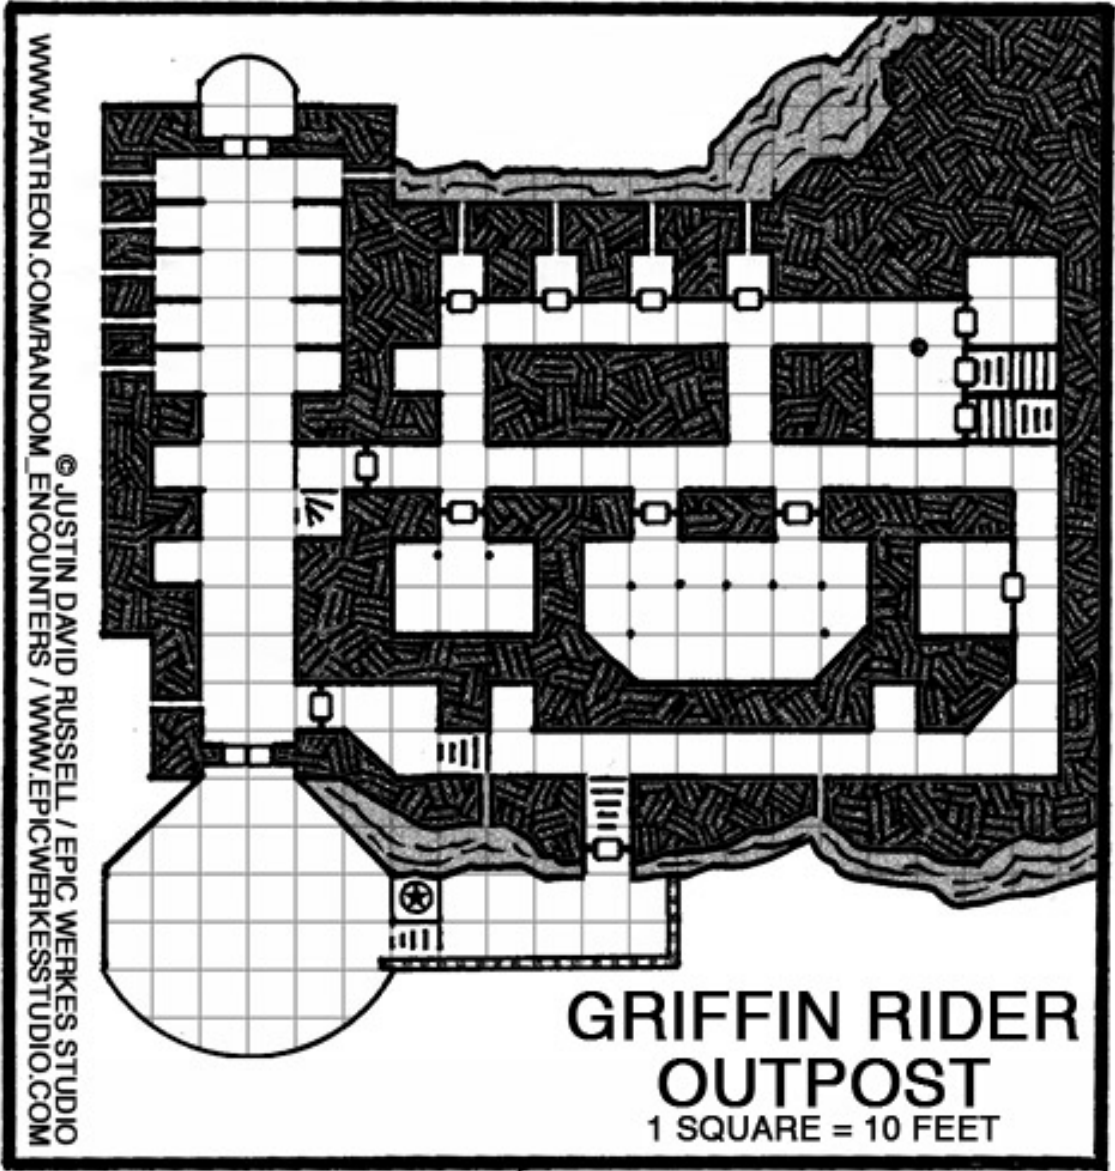 WWW.PATREON.COM/RANDOM_ENCOUNTERS / WWW.EPICWERKESSTUDIO.COM
© JUSTIN DAVID RUSSELL / EPIC WERKES STUDIO
GRIFFIN RIDER
OUTPOST
1 SQUARE = 10 FEET